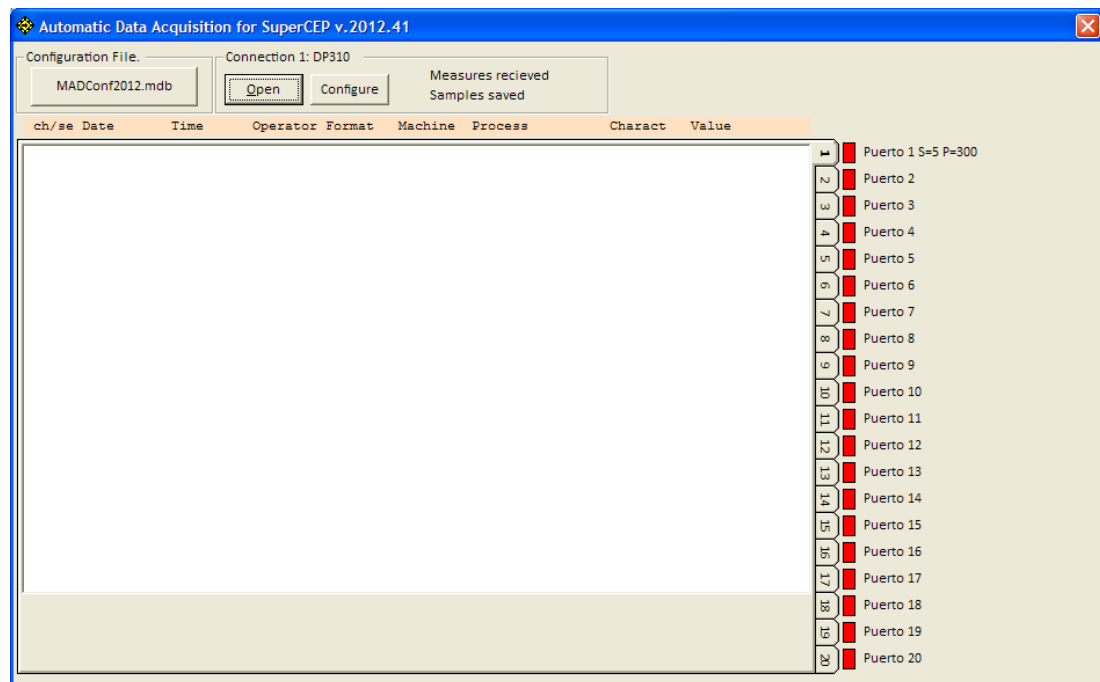 Automatic Data Acquisition for SuperCEP v.2012.41
Configuration File.
Connection 1: DP310
MADConf2012.mdb
Open
Configure
Measures recieved
Samples saved
ch/se Date Time Operator Format Machine Process Charact Value
1 Puerto 1 S=5 P=300
2 Puerto 2
3 Puerto 3
4 Puerto 4
5 Puerto 5
6 Puerto 6
7 Puerto 7
8 Puerto 8
9 Puerto 9
10 Puerto 10
11 Puerto 11
12 Puerto 12
13 Puerto 13
14 Puerto 14
15 Puerto 15
16 Puerto 16
17 Puerto 17
18 Puerto 18
19 Puerto 19
20 Puerto 20